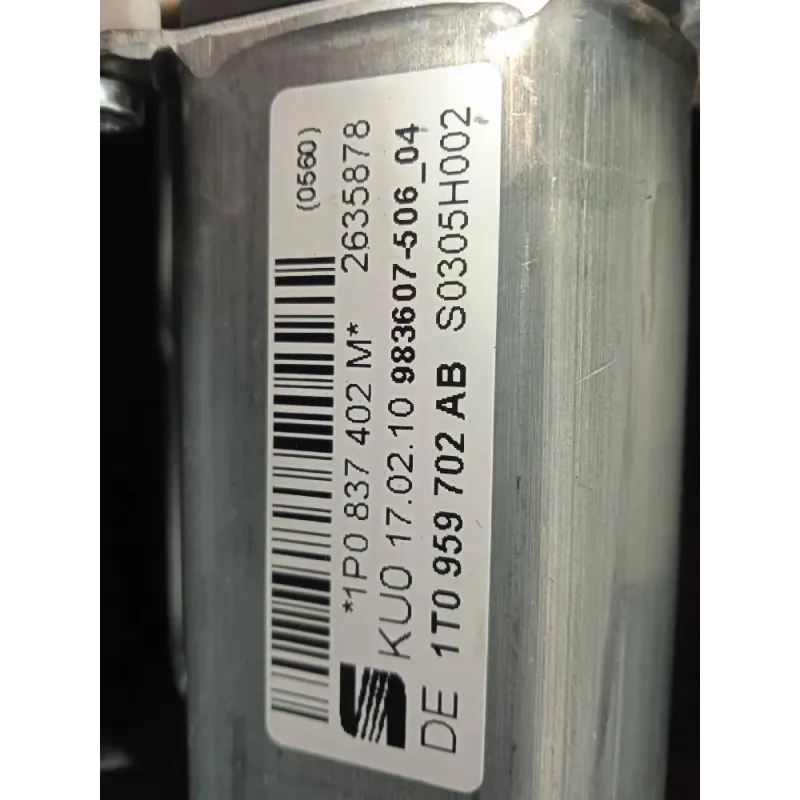 (0560)
*1P0 837 402 M* 2635878
KU0 17.02.10 983607-506_04
DE 1T0 959 702 AB S0305H002